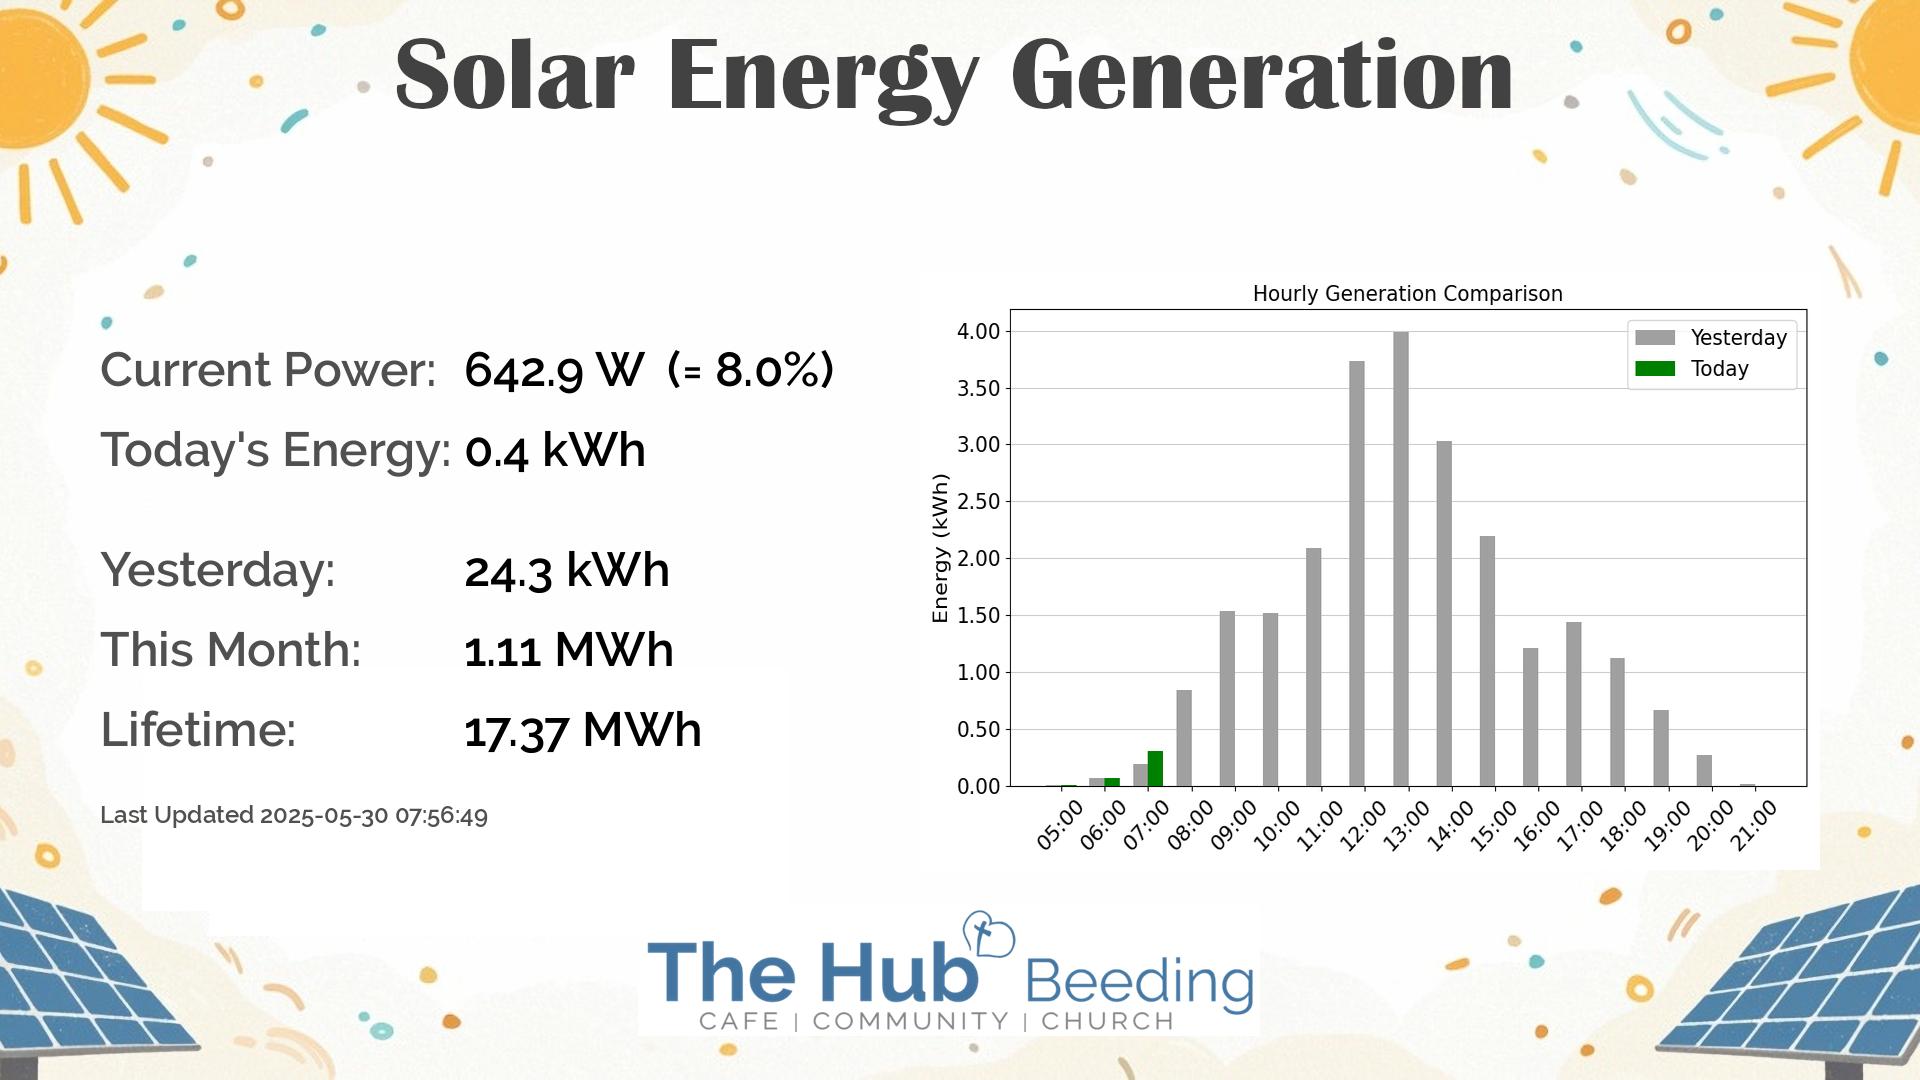 Solar Energy Generation
Current Power: 642.9 W (= 8.0%)
Today's Energy: 0.4 kWh
Yesterday: 24.3 kWh
This Month: 1.11 MWh
Lifetime: 17.37 MWh
Last Updated 2025-05-30 07:56:49
Hourly Generation Comparison
Yesterday
Today
Energy (kWh)
4.00
3.50
3.00
2.50
2.00
1.50
1.00
0.50
0.00
05:00 06:00 07:00 08:00 09:00 10:00 11:00 12:00 13:00 14:00 15:00 16:00 17:00 18:00 19:00 20:00 21:00
The Hub Beeding
CAFE | COMMUNITY | CHURCH